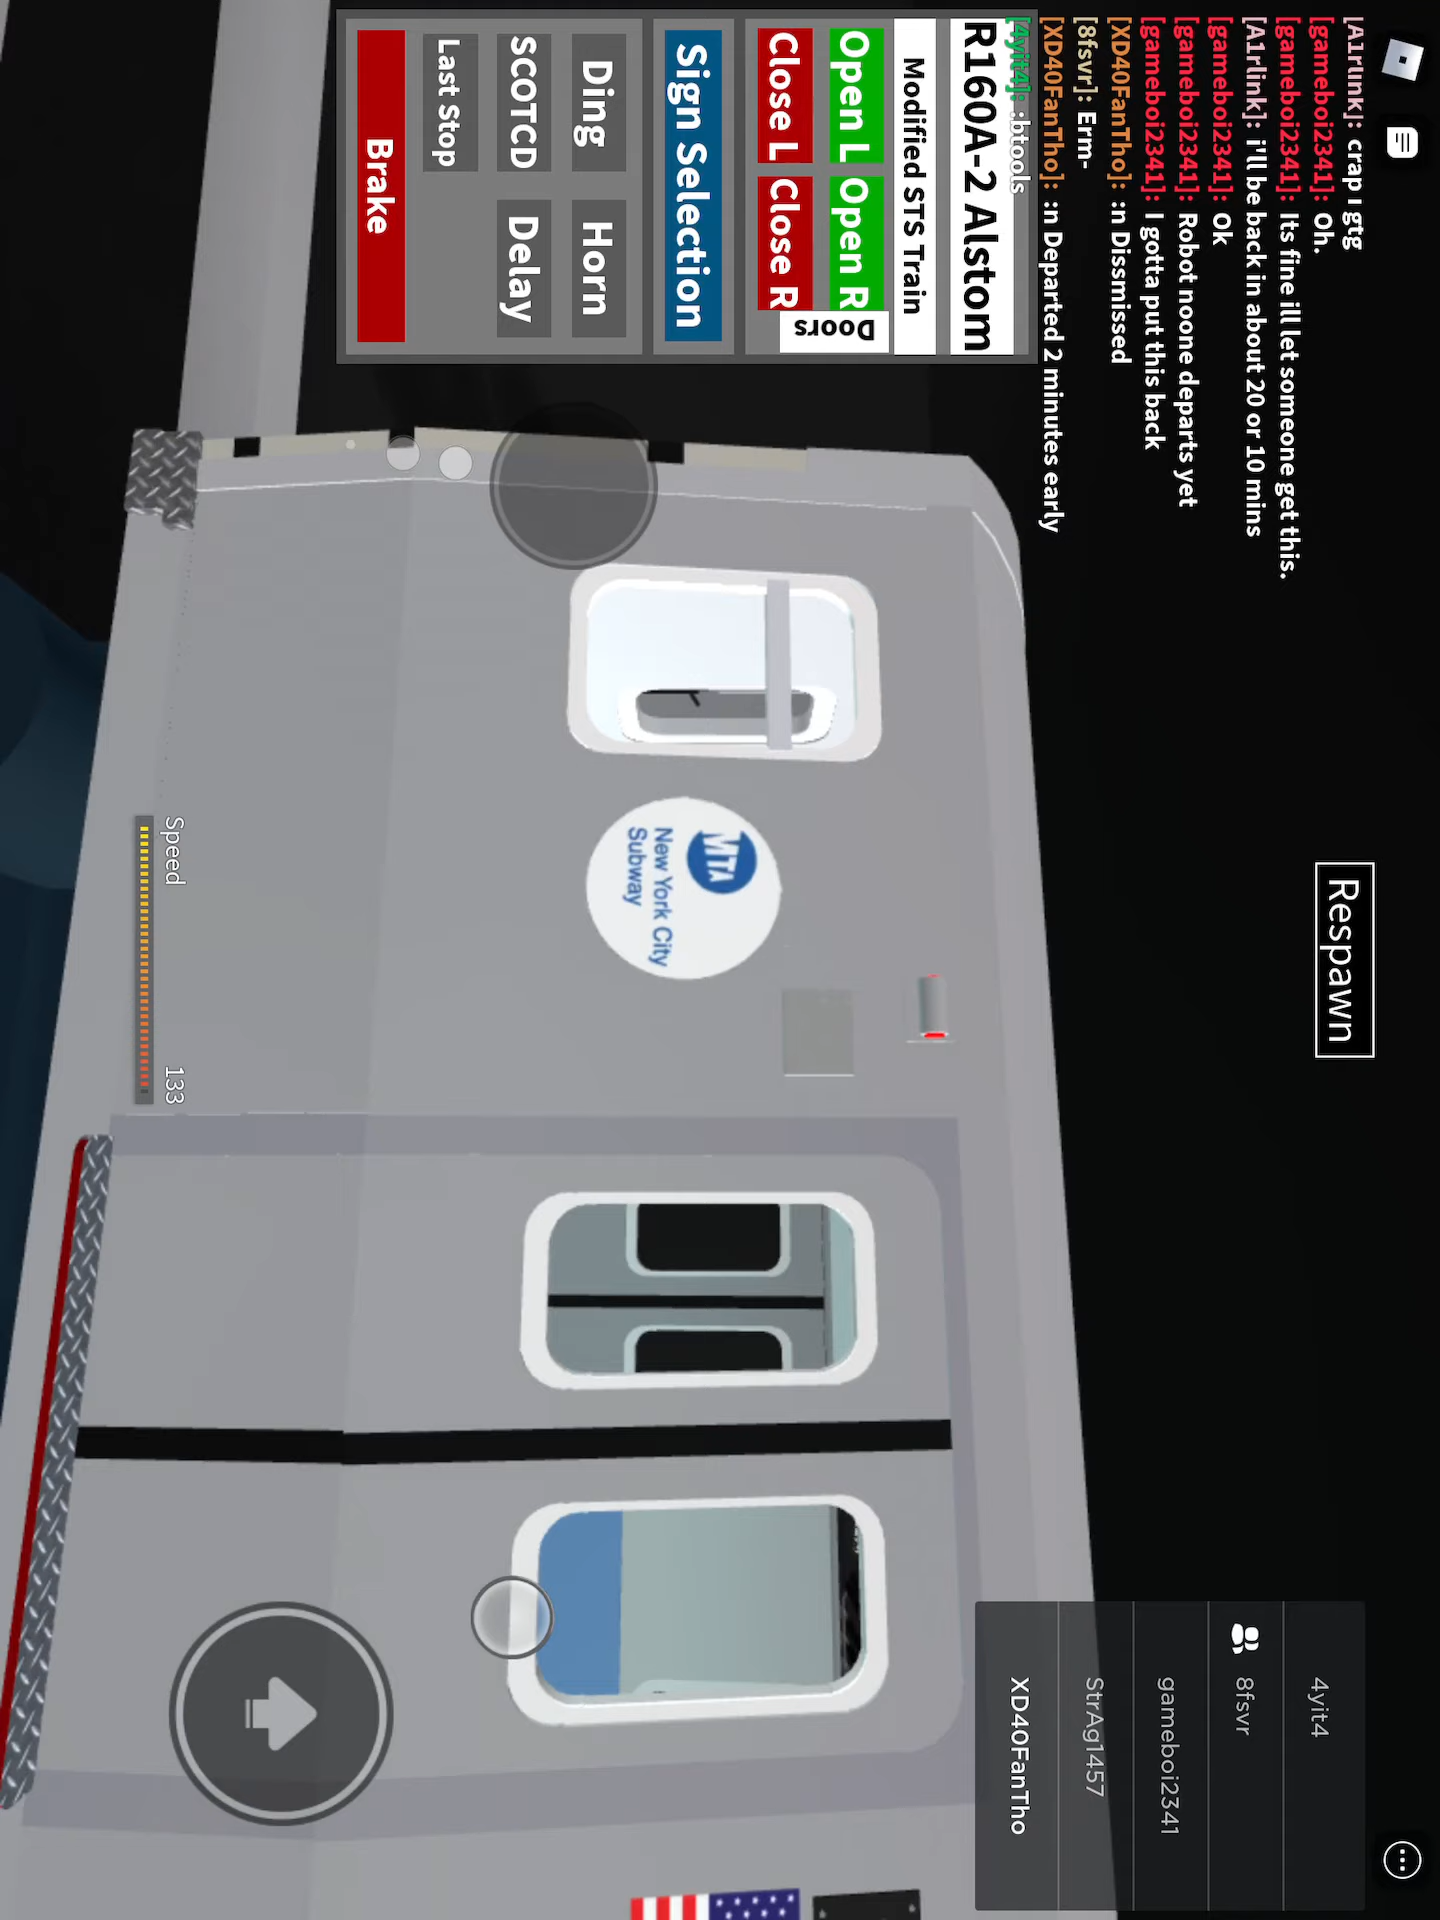 [A1rlinK]: crap I gtg
[gameboi2341]: Oh.
[gameboi2341]: Its fine ill let someone get this.
[A1rlinK]: i'll be back in about 20 or 10 mins
[gameboi2341]: Ok
[gameboi2341]: Robot noone departs yet
[gameboi2341]: I gotta put this back
[XD40FanTho]: :n Dissmissed
[8fsvr]: Erm-
[XD40FanTho]: :n Departed 2 minutes early
[4yit4]: :btools
R160A-2 Alstom
Modified STS Train
Doors
Open L Open R
Close L Close R
Sign Selection
Ding Horn
SCOTCD Delay
Last Stop
Brake
Respawn
4yit4
8fsvr
gameboi2341
StrAg1457
XD40FanTho
MTA
New York City
Subway
Speed 133